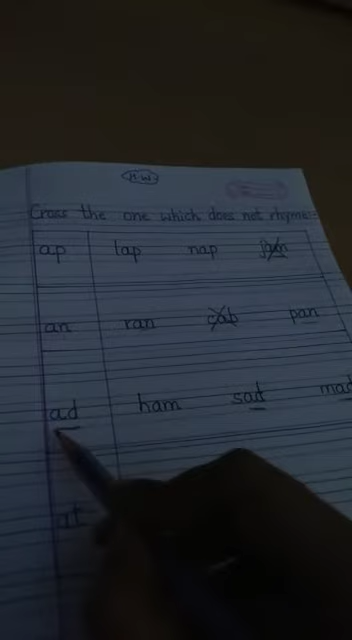 H.W.
Cross the one which does not rhyme:-
ap lap nap jam
an ran cab pan
ad ham sad mad
at